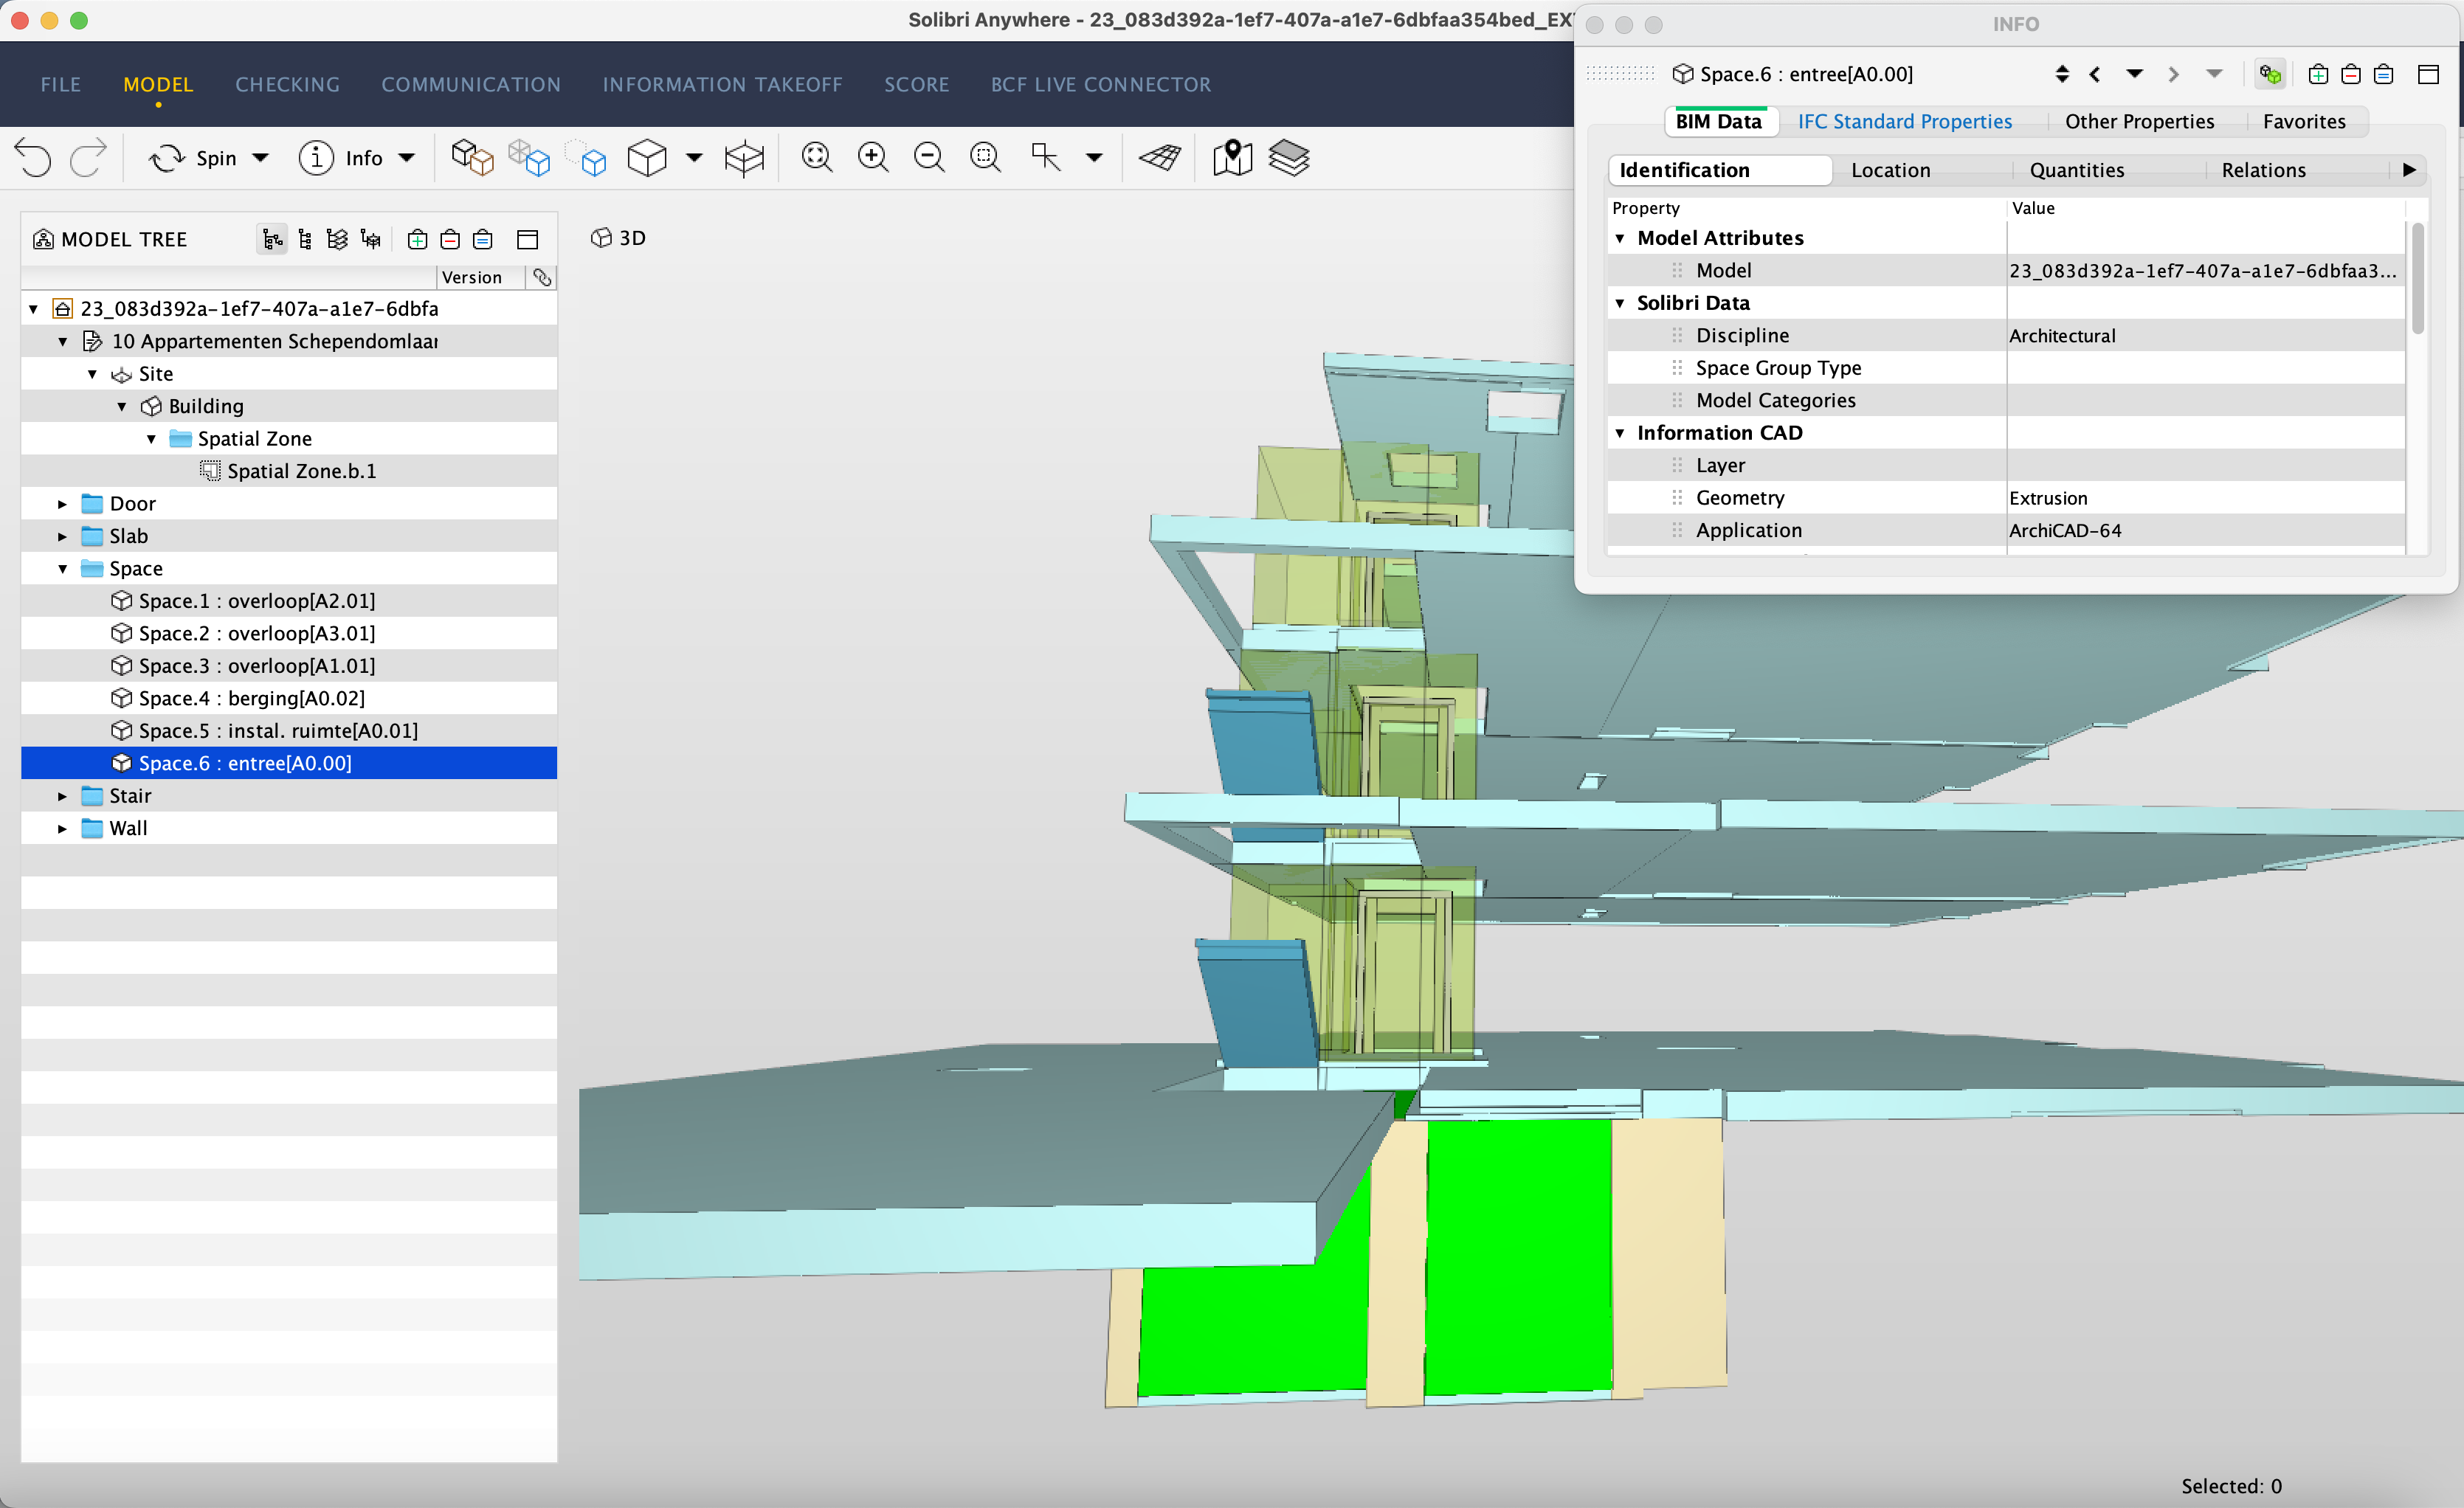 Solibri Anywhere - 23_083d392a-1ef7-407a-a1e7-6dbfaa354bed_EX
FILE MODEL CHECKING COMMUNICATION INFORMATION TAKEOFF SCORE BCF LIVE CONNECTOR
Spin Info
MODEL TREE
Version
23_083d392a-1ef7-407a-a1e7-6dbfa
10 Appartementen Schependomlaar
Site
Building
Spatial Zone
Spatial Zone.b.1
Door
Slab
Space
Space.1 : overloop[A2.01]
Space.2 : overloop[A3.01]
Space.3 : overloop[A1.01]
Space.4 : berging[A0.02]
Space.5 : instal. ruimte[A0.01]
Space.6 : entree[A0.00]
Stair
Wall
3D
INFO
Space.6 : entree[A0.00]
BIM Data IFC Standard Properties Other Properties Favorites
Identification Location Quantities Relations
Property Value
Model Attributes
Model 23_083d392a-1ef7-407a-a1e7-6dbfaa3...
Solibri Data
Discipline Architectural
Space Group Type
Model Categories
Information CAD
Layer
Geometry Extrusion
Application ArchiCAD-64
Selected: 0